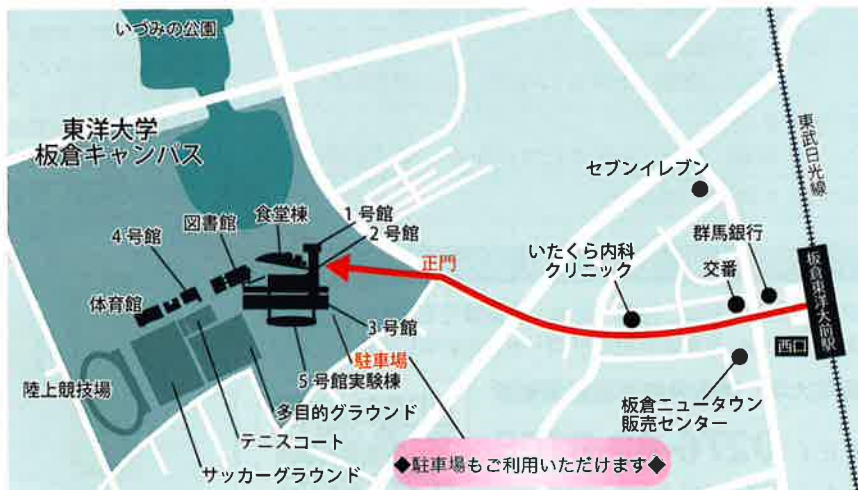 いづみの公園
東洋大学
板倉キャンパス
東武日光線
セブンイレブン
食堂棟
1号館
図書館
2号館
4号館
群馬銀行
いたくら内科
クリニック
正門
交番
板倉東洋大前駅
体育館
3号館
駐車場
西口
5号館実験棟
陸上競技場
多目的グラウンド
板倉ニュータウン
販売センター
テニスコート
サッカーグラウンド
◆駐車場もご利用いただけます◆